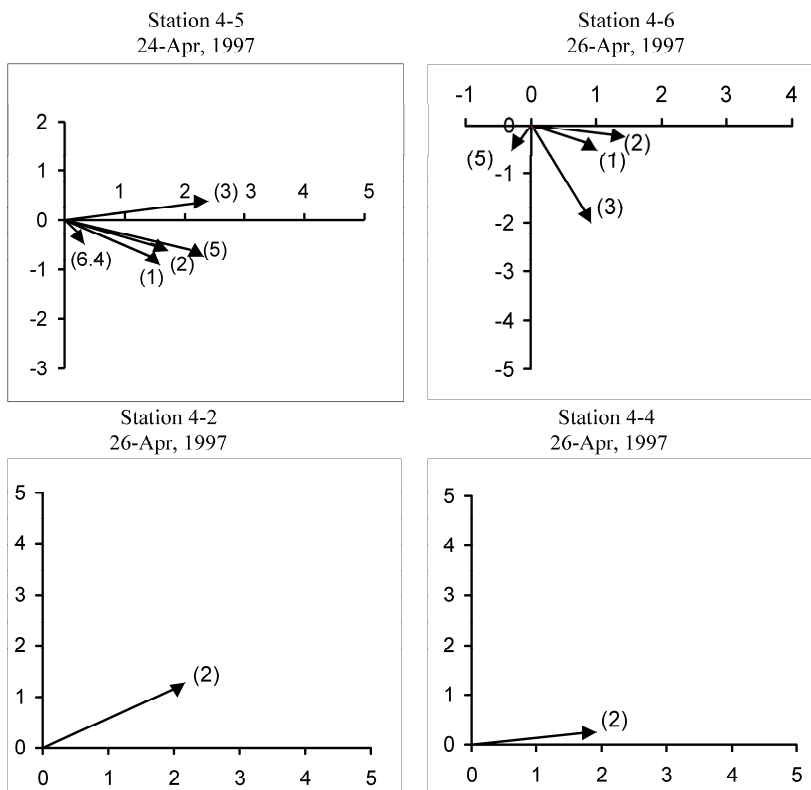 Station 4-5
24-Apr, 1997
2
1
0
-1
-2
-3
1 2 3 4 5
(3)
(5)
(2)
(1)
(6.4)
Station 4-6
26-Apr, 1997
-1 0 1 2 3 4
0
-1
-2
-3
-4
-5
(2)
(1)
(5)
(3)
Station 4-2
26-Apr, 1997
5
4
3
2
1
0
(2)
0 1 2 3 4 5
Station 4-4
26-Apr, 1997
5
4
3
2
1
0
(2)
0 1 2 3 4 5